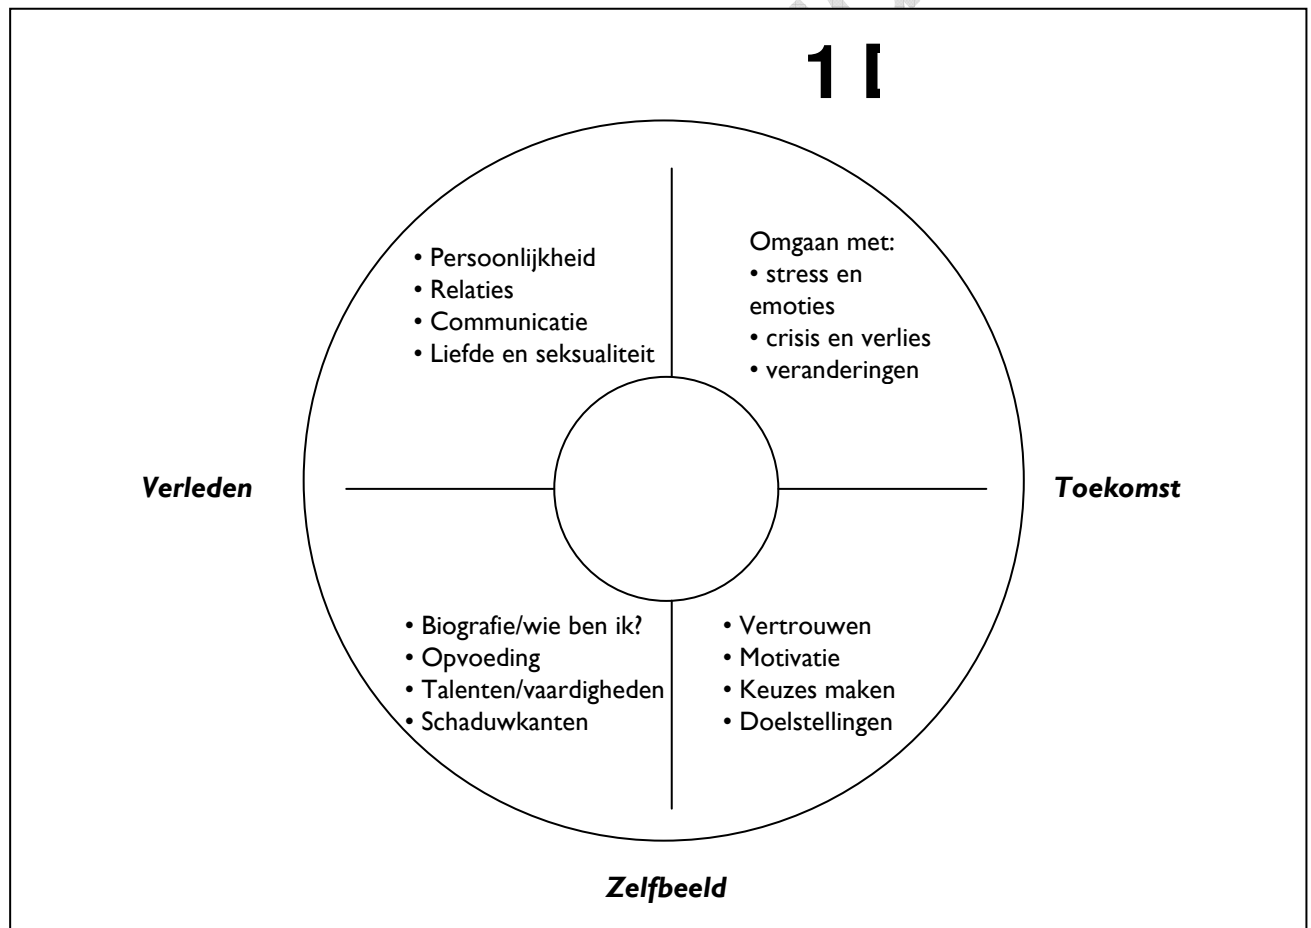 1
• Persoonlijkheid
• Relaties
• Communicatie
• Liefde en seksualiteit
Omgaan met:
• stress en
emoties
• crisis en verlies
• veranderingen
Verleden
Toekomst
• Biografie/wie ben ik?
• Opvoeding
• Talenten/vaardigheden
• Schaduwkanten
• Vertrouwen
• Motivatie
• Keuzes maken
• Doelstellingen
Zelfbeeld